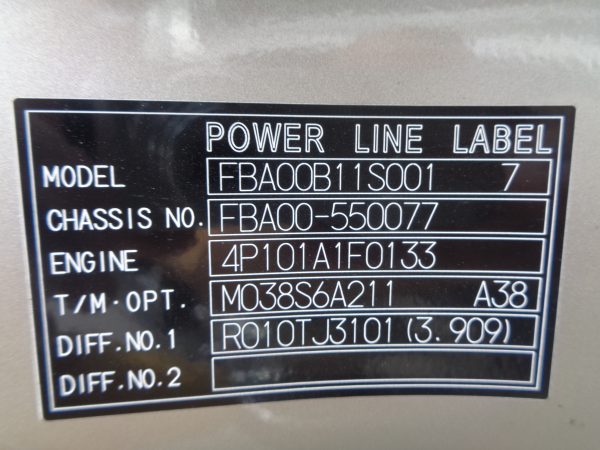 POWER LINE LABEL
MODEL FBA00B11S001 7
CHASSIS NO. FBA00-550077
ENGINE 4P101A1F0133
T/M·OPT. M038S6A211 A38
DIFF.NO.1 R010TJ3101(3.909)
DIFF.NO.2